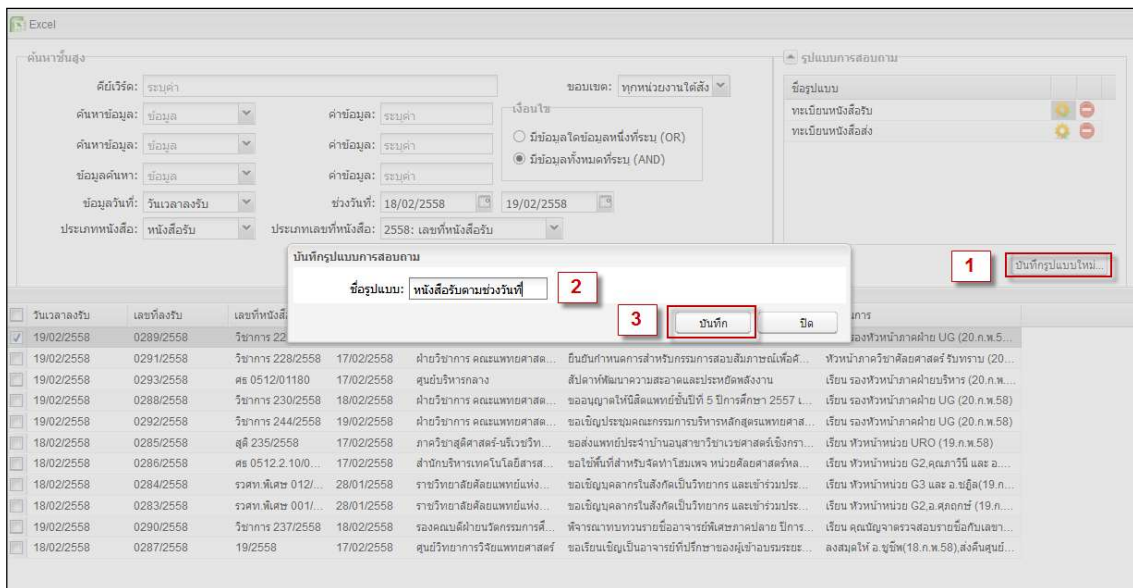 Excel
ค้นหาขั้นสูง
คีย์เวิร์ด: ระบุค่า
ขอบเขต: ทุกหน่วยงานใต้สัง
ค้นหาข้อมูล: ข้อมูล
ค่าข้อมูล: ระบุค่า
ค้นหาข้อมูล: ข้อมูล
ค่าข้อมูล: ระบุค่า
ข้อมูลค้นหา: ข้อมูล
ค่าข้อมูล: ระบุค่า
เงื่อนไข
มีข้อมูลใดข้อมูลหนึ่งที่ระบุ (OR)
มีข้อมูลทั้งหมดที่ระบุ (AND)
ข้อมูลวันที่: วันเวลาลงรับ
ช่วงวันที่: 18/02/2558 19/02/2558
ประเภทหนังสือ: หนังสือรับ
ประเภทเลขที่หนังสือ: 2558: เลขที่หนังสือรับ
รูปแบบการสอบถาม
ชื่อรูปแบบ
ทะเบียนหนังสือรับ
ทะเบียนหนังสือส่ง
1
บันทึกรูปแบบใหม่...
บันทึกรูปแบบการสอบถาม
ชื่อรูปแบบ: หนังสือรับตามช่วงวันที่
2
3
บันทึก
ปิด
วันเวลาลงรับ เลขที่ลงรับ เลขที่หนังสื
19/02/2558 0289/2558 วิชาการ 22 รองหัวหน้าภาคฝ่าย UG (20.ก.พ.5...
19/02/2558 0291/2558 วิชาการ 228/2558 17/02/2558 ฝ่ายวิชาการ คณะแพทยศาสต... ยืนยันกำหนดการสำหรับกรรมการสอบสัมภาษณ์เพื่อคั... หัวหน้าภาควิชาศัลยศาสตร์ รับทราบ (20...
19/02/2558 0293/2558 ศธ 0512/01180 17/02/2558 ศูนย์บริหารกลาง สัปดาห์พัฒนาความสะอาดและประหยัดพลังงาน เรียน รองหัวหน้าภาคฝ่ายบริหาร (20.ก.พ....
19/02/2558 0288/2558 วิชาการ 230/2558 18/02/2558 ฝ่ายวิชาการ คณะแพทยศาสต... ขออนุญาตให้นิสิตแพทย์ชั้นปีที่ 5 ปีการศึกษา 2557 เ... เรียน รองหัวหน้าภาคฝ่าย UG (20.ก.พ.58)
19/02/2558 0292/2558 วิชาการ 244/2558 19/02/2558 ฝ่ายวิชาการ คณะแพทยศาสต... ขอเชิญประชุมคณะกรรมการบริหารหลักสูตรแพทยศาส... เรียน รองหัวหน้าภาคฝ่าย UG (20.ก.พ.58)
18/02/2558 0285/2558 สูติ 235/2558 17/02/2558 ภาควิชาสูติศาสตร์-นรีเวชวิท... ขอส่งแพทย์ประจำบ้านอนุสาขาวิชาเวชศาสตร์เชิงกรา... เรียน หัวหน้าหน่วย URO (19.ก.พ.58)
18/02/2558 0286/2558 ศธ 0512.2.10/0... 17/02/2558 สำนักบริหารเทคโนโลยีสารส... ขอใช้พื้นที่สำหรับจัดทำโฮมเพจ หน่วยศัลยศาสตร์หล... เรียน หัวหน้าหน่วย G2,คุณภาวินี และ อ....
18/02/2558 0284/2558 รวศท.พิเศษ 012/... 28/01/2558 ราชวิทยาลัยศัลยแพทย์แห่ง... ขอเชิญบุคลากรในสังกัดเป็นวิทยากร และเข้าร่วมประ... เรียน หัวหน้าหน่วย G3 และ อ.ชฎิล(19.ก...
18/02/2558 0283/2558 รวศท.พิเศษ 001/... 28/01/2558 ราชวิทยาลัยศัลยแพทย์แห่ง... ขอเชิญบุคลากรในสังกัดเป็นวิทยากร และเข้าร่วมประ... เรียน หัวหน้าหน่วย G2,อ.ศุภฤกษ์ (19.ก....
19/02/2558 0290/2558 วิชาการ 237/2558 18/02/2558 รองคณบดีฝ่ายนวัตกรรมการศึ... พิจารณาทบทวนรายชื่ออาจารย์พิเศษภาคปลาย ปีการ... เรียน คุณนัญจาตรวจสอบรายชื่อกับเลขา...
18/02/2558 0287/2558 19/2558 17/02/2558 ศูนย์วิทยาการวิจัยแพทยศาสตร์ ขอเรียนเชิญเป็นอาจารย์ที่ปรึกษาของผู้เข้าอบรมระยะ... ลงสมุดให้ อ.ชูชีพ(18.ก.พ.58),ส่งคืนศูนย์...